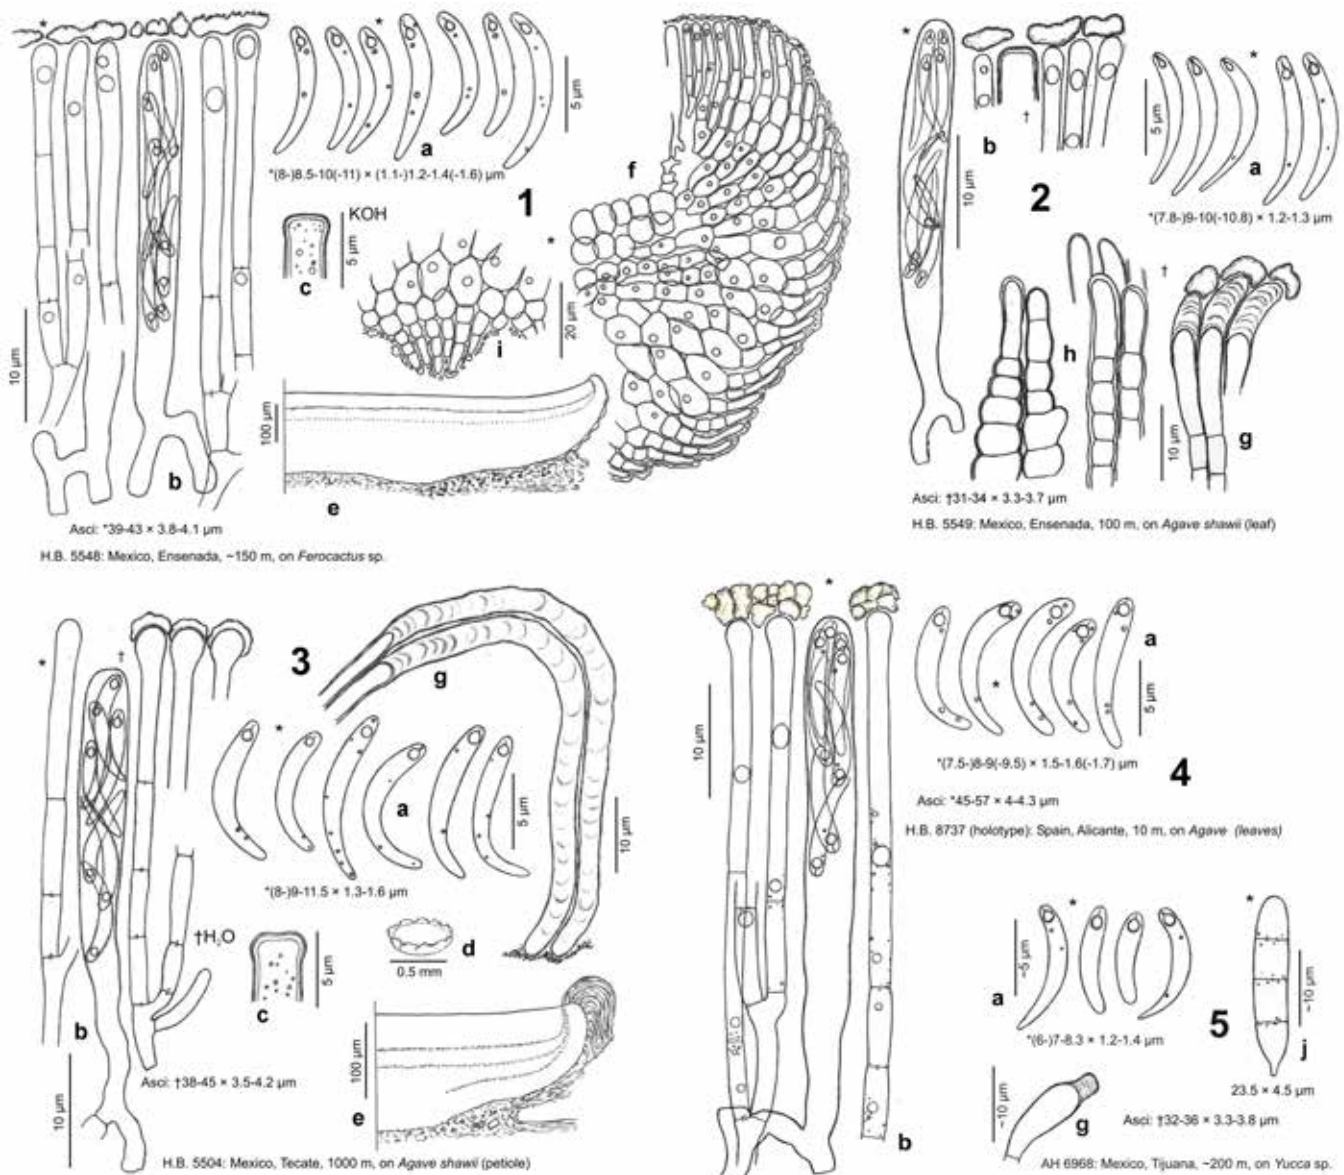 *
*
a
*(8-)8.5-10(-11) × (1.1-)1.2-1.4(-1.6) µm
5 µm
1
KOH
5 µm
c
i
20 µm
*
f
10 µm
b
100 µm
e
Asci: *39-43 × 3.8-4.1 µm
H.B. 5548: Mexico, Ensenada, ~150 m, on Ferocactus sp.
*
b
†
2
10 µm
5 µm
*
a
*(7.8-)9-10(-10.8) × 1.2-1.3 µm
†
h
10 µm
g
Asci: †31-34 × 3.3-3.7 µm
H.B. 5549: Mexico, Ensenada, 100 m, on Agave shawii (leaf)
*
†
3
g
*
a
5 µm
10 µm
*(8-)9-11.5 × 1.3-1.6 µm
†H₂O
c
5 µm
d
0.5 mm
b
Asci: †38-45 × 3.5-4.2 µm
100 µm
e
10 µm
H.B. 5504: Mexico, Tecate, 1000 m, on Agave shawii (petiole)
*
10 µm
a
*
5 µm
*(7.5-)8-9(-9.5) × 1.5-1.6(-1.7) µm
4
Asci: *45-57 × 4-4.3 µm
H.B. 8737 (holotype): Spain, Alicante, 10 m, on Agave (leaves)
b
*
~5 µm
a
*(6-)7-8.3 × 1.2-1.4 µm
5
*
~10 µm
j
23.5 × 4.5 µm
~10 µm
g
Asci: †32-36 × 3.3-3.8 µm
AH 6968: Mexico, Tijuana, ~200 m, on Yucca sp.